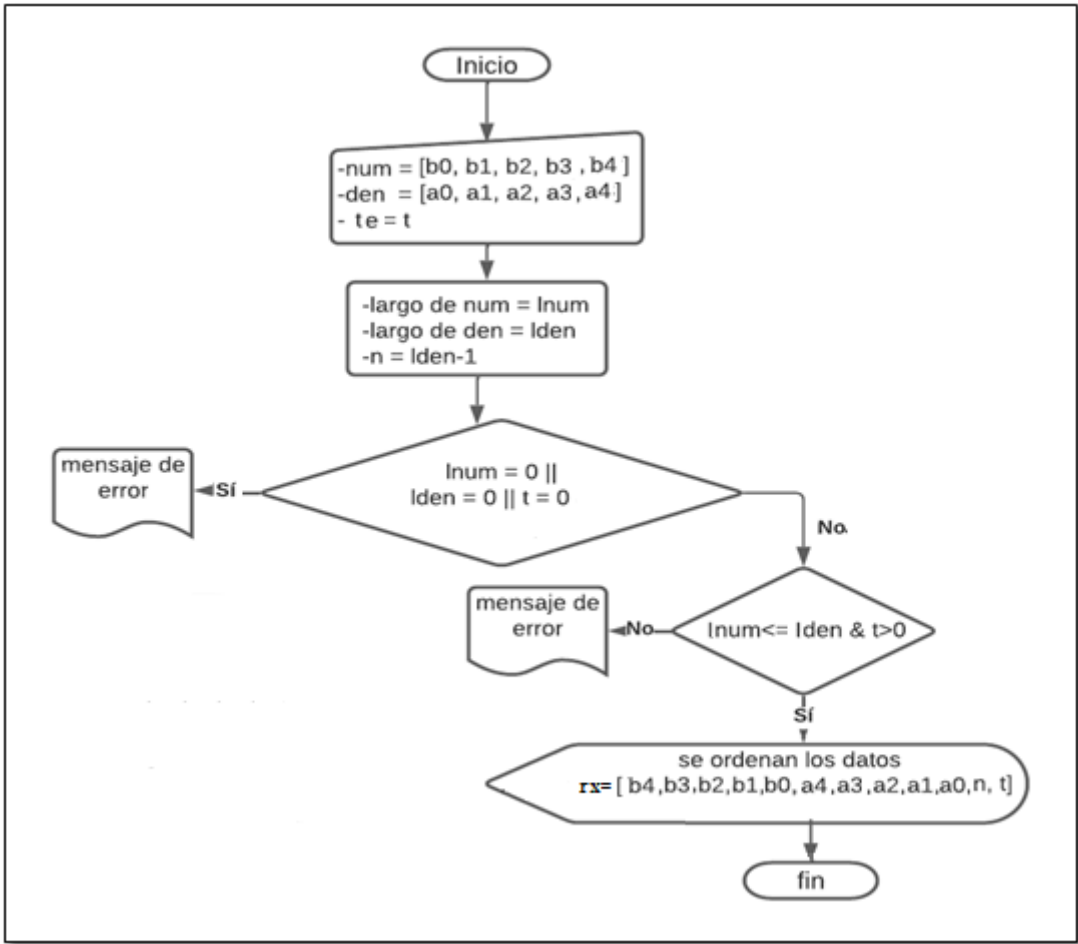 Inicio
-num = [b0, b1, b2, b3 , b4 ]
-den = [a0, a1, a2, a3, a4]
- te = t
-largo de num = lnum
-largo de den = lden
-n = lden-1
lnum = 0 ||
lden = 0 || t = 0
Sí
mensaje de
error
No
lnum<= lden & t>0
No
mensaje de
error
Sí
se ordenan los datos
rx= [ b4,b3,b2,b1,b0, a4,a3,a2,a1,a0,n, t]
fin